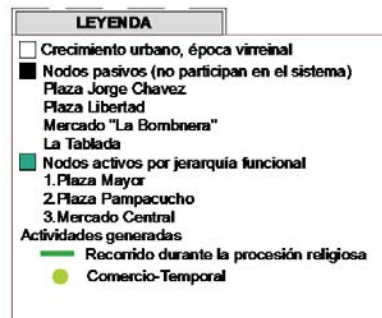 LEYENDA
Crecimiento urbano, época virreinal
Nodos pasivos (no participan en el sistema)
Plaza Jorge Chavez
Plaza Libertad
Mercado "La Bombnera"
La Tablada
Nodos activos por jerarquía funcional
1.Plaza Mayor
2.Plaza Pampacucho
3.Mercado Central
Actividades generadas
Recorrido durante la procesión religiosa
Comercio-Temporal